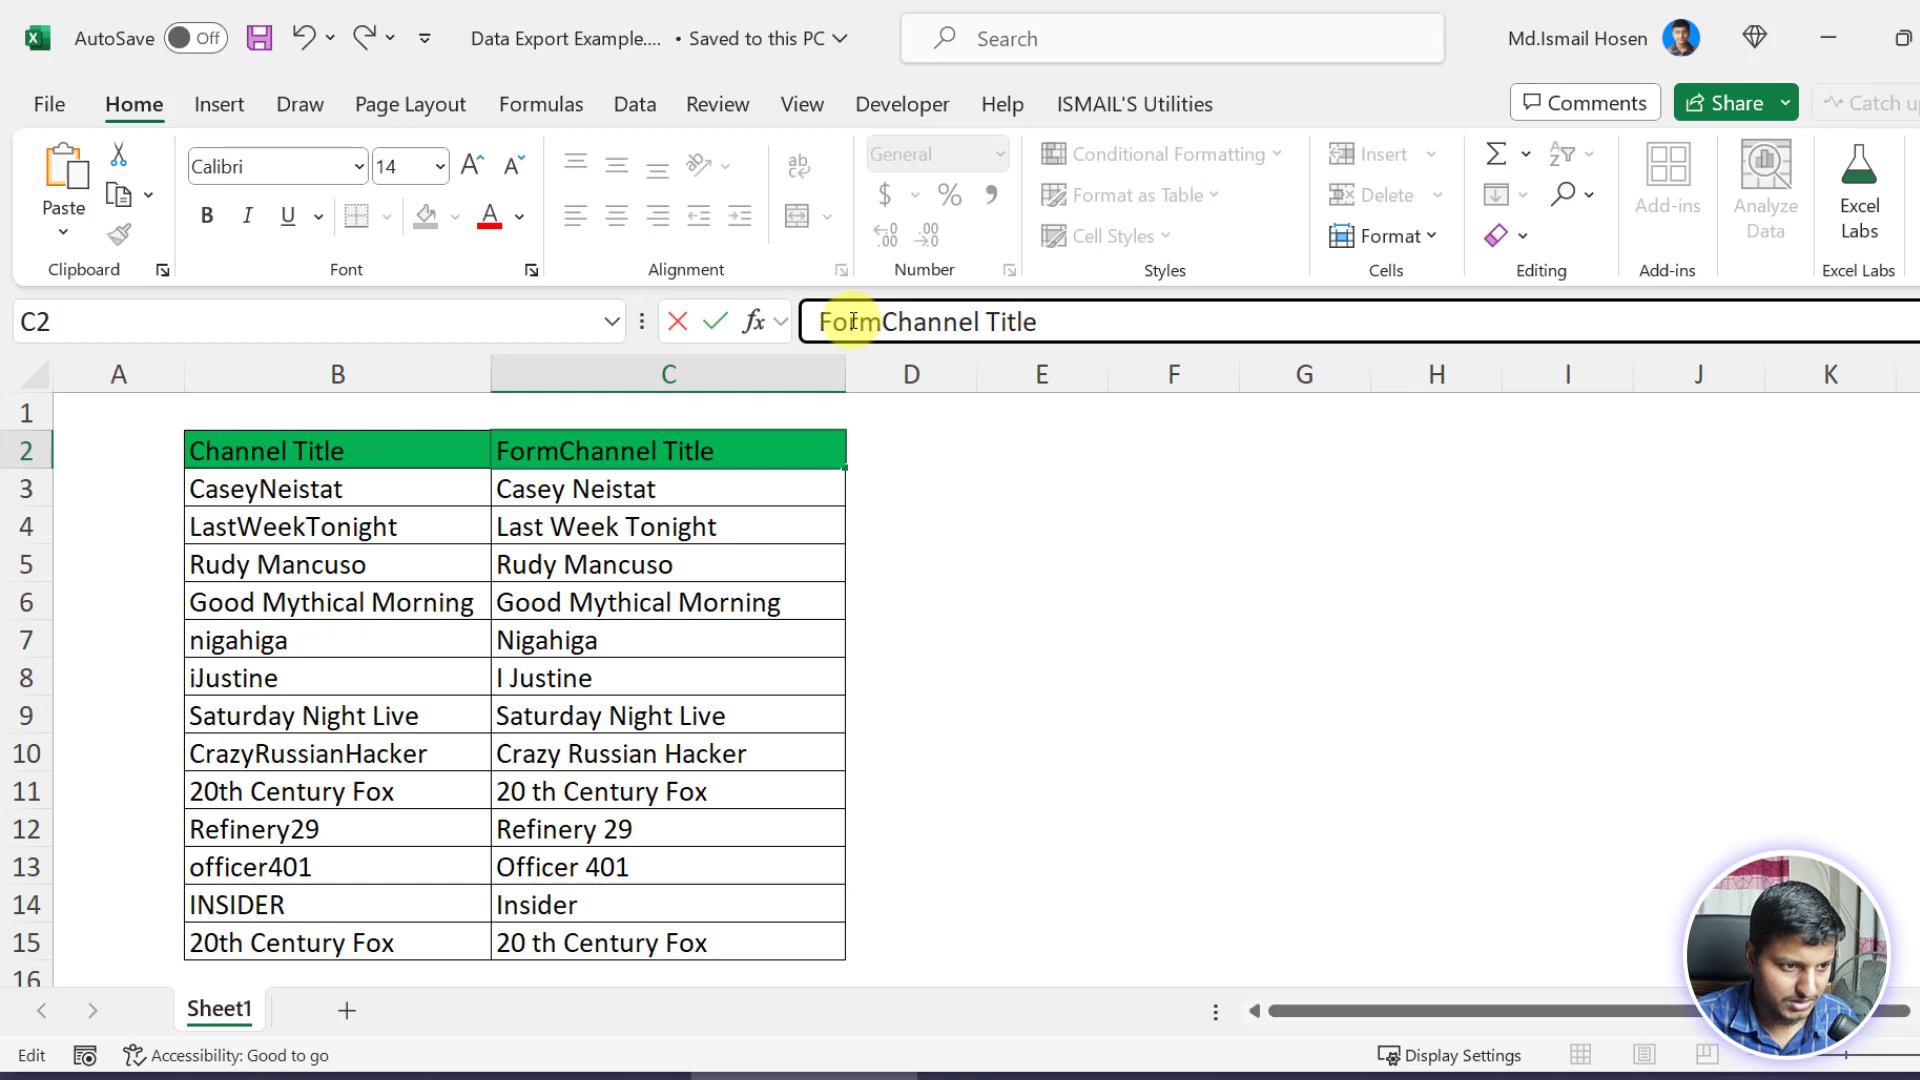 AutoSave Off Data Export Example.... • Saved to this PC Search Md.Ismail Hosen
File Home Insert Draw Page Layout Formulas Data Review View Developer Help ISMAIL'S Utilities Comments Share Catch up
Paste
Clipboard
Calibri 14
B I U A
Font
ab
Alignment
General
$ % 9
.00 .00
Number
Conditional Formatting
Format as Table
Cell Styles
Styles
Insert
Delete
Format
Cells
Editing
Add-ins
Add-ins
Analyze
Data
Excel
Labs
Excel Labs
C2 fx FormChannel Title
A B C D E F G H I J K
1
2 Channel Title FormChannel Title
3 CaseyNeistat Casey Neistat
4 LastWeekTonight Last Week Tonight
5 Rudy Mancuso Rudy Mancuso
6 Good Mythical Morning Good Mythical Morning
7 nigahiga Nigahiga
8 iJustine I Justine
9 Saturday Night Live Saturday Night Live
10 CrazyRussianHacker Crazy Russian Hacker
11 20th Century Fox 20 th Century Fox
12 Refinery29 Refinery 29
13 officer401 Officer 401
14 INSIDER Insider
15 20th Century Fox 20 th Century Fox
16
Sheet1
Edit Accessibility: Good to go Display Settings